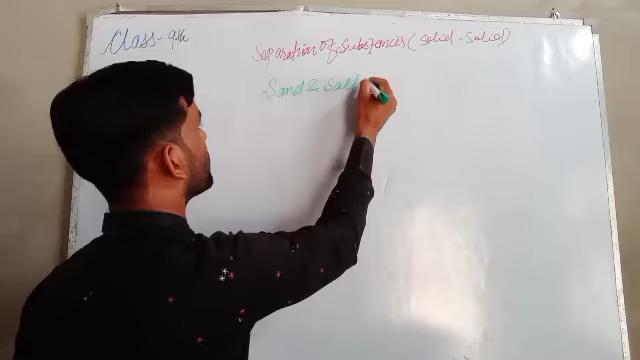 Class- 9th
Separation of Substances (Solid - Solid)
Sand & Salt